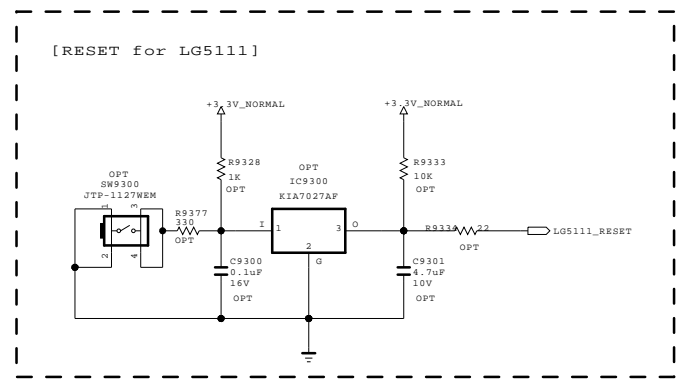 [RESET for LG5111]
+3.3V_NORMAL
+3.3V_NORMAL
R9328
1K
OPT
OPT
IC9300
KIA7027AF
R9333
10K
OPT
OPT
SW9300
JTP-1127WEM
1
3
2
4
R9377
330
OPT
I
1
3
O
2
G
R9334
22
OPT
LG5111_RESET
C9300
0.1uF
16V
OPT
C9301
4.7uF
10V
OPT